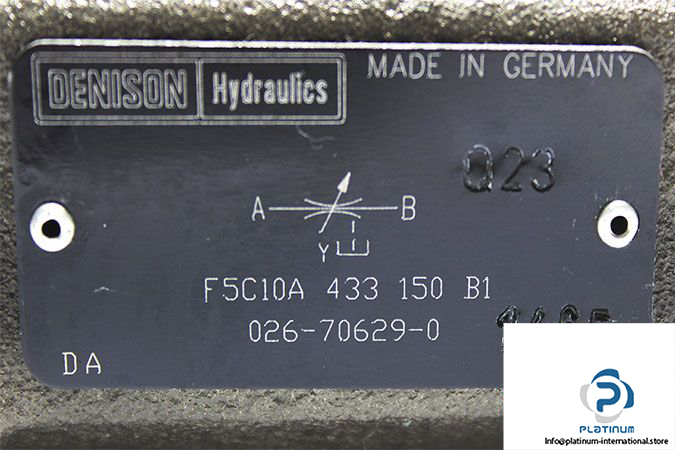 DENISON Hydraulics
MADE IN GERMANY
Q23
A B
Y
F5C10A 433 150 B1
026-70629-0
DA
P
PLATINUM
Info@platinum-international.store